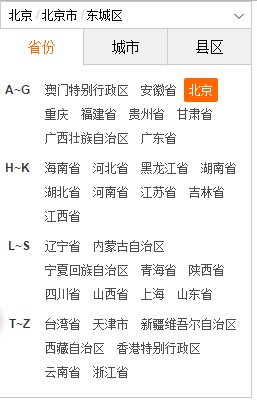 北京 / 北京市 / 东城区
省份 城市 县区
A~G 澳门特别行政区 安徽省 北京
重庆 福建省 贵州省 甘肃省
广西壮族自治区 广东省
H~K 海南省 河北省 黑龙江省 湖南省
湖北省 河南省 江苏省 吉林省
江西省
L~S 辽宁省 内蒙古自治区
宁夏回族自治区 青海省 陕西省
四川省 山西省 上海 山东省
T~Z 台湾省 天津市 新疆维吾尔自治区
西藏自治区 香港特别行政区
云南省 浙江省